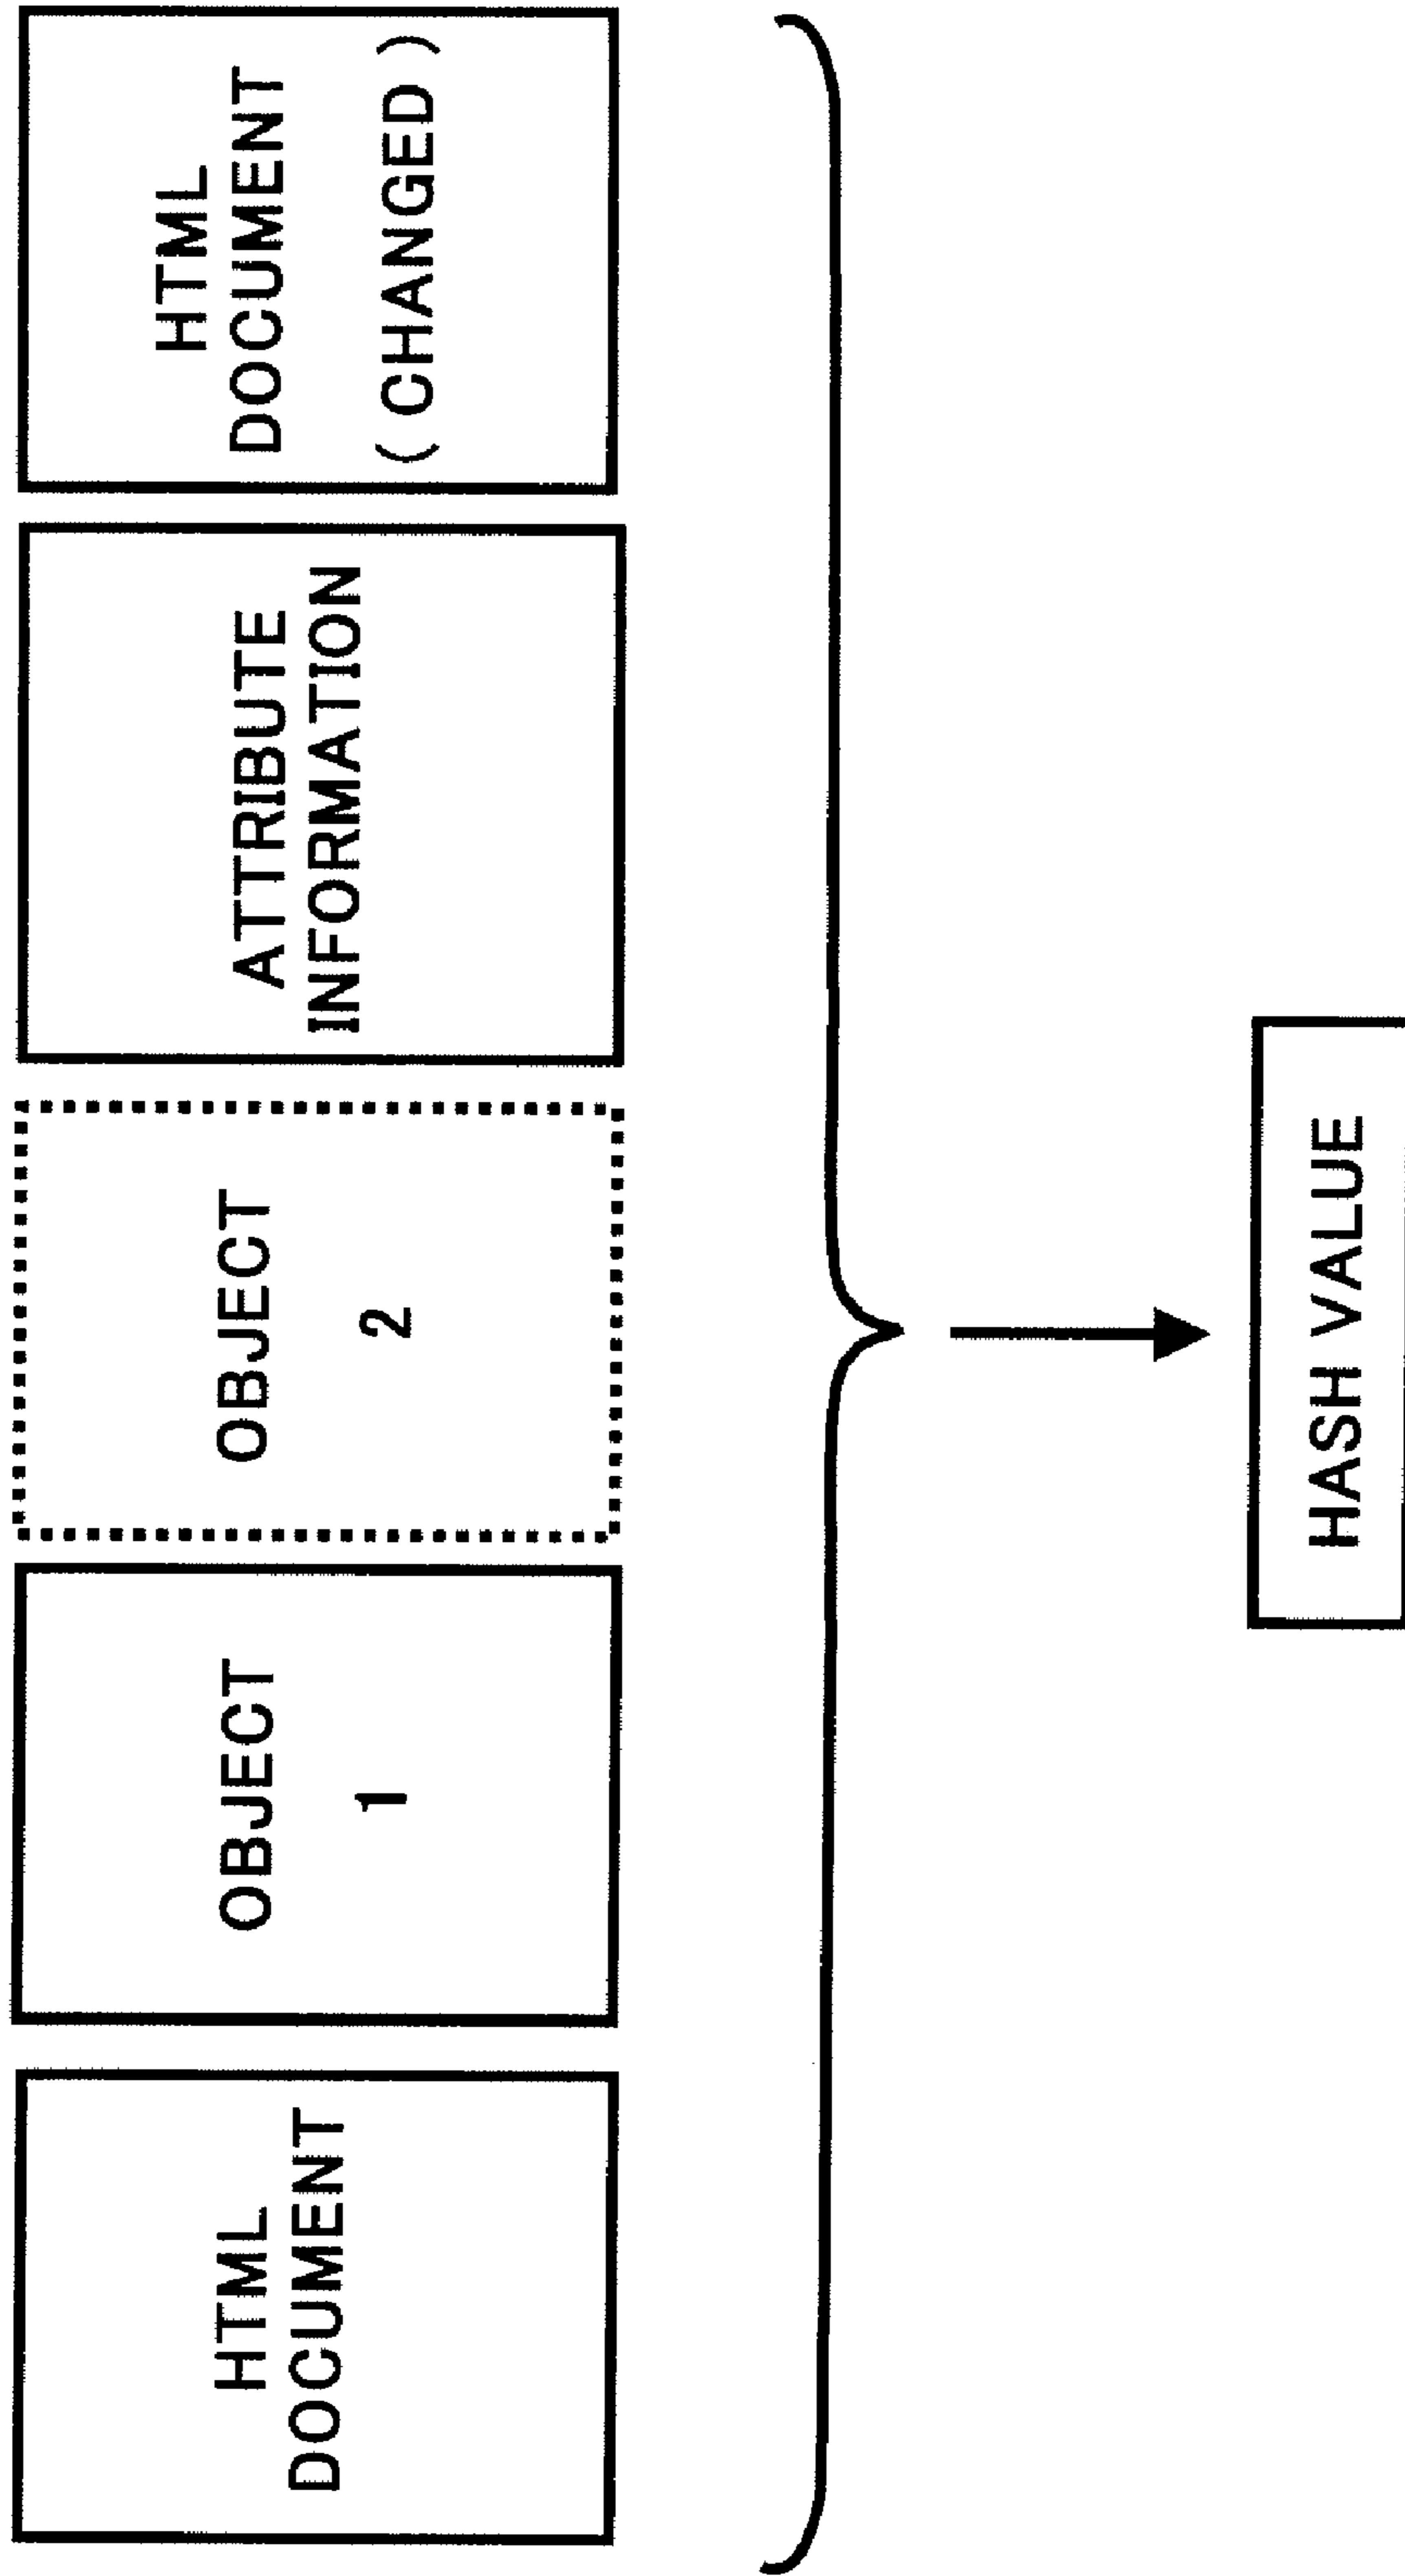 HTML
DOCUMENT
OBJECT
1
OBJECT
2
ATTRIBUTE
INFORMATION
HTML
DOCUMENT
( CHANGED )
HASH VALUE